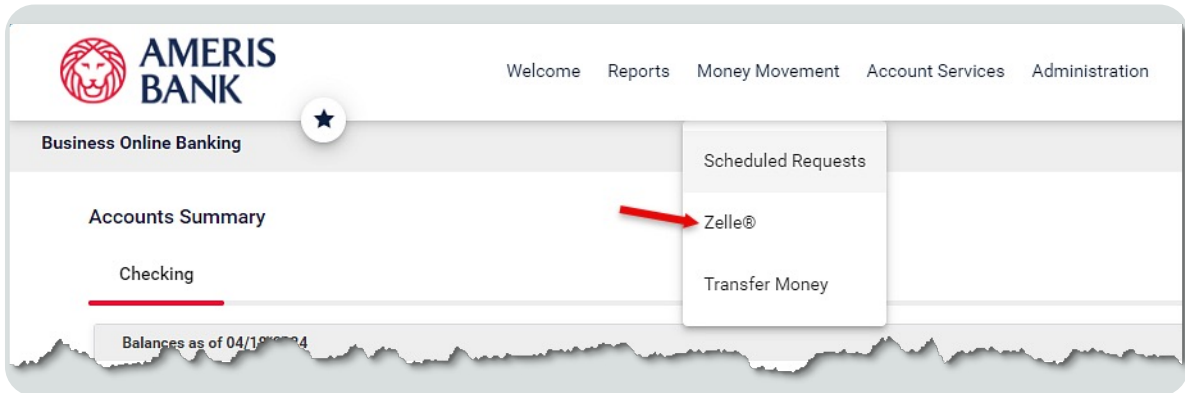 AMERIS
BANK
Welcome Reports Money Movement Account Services Administration
Business Online Banking
Scheduled Requests
Accounts Summary
Zelle®
Checking
Transfer Money
Balances as of